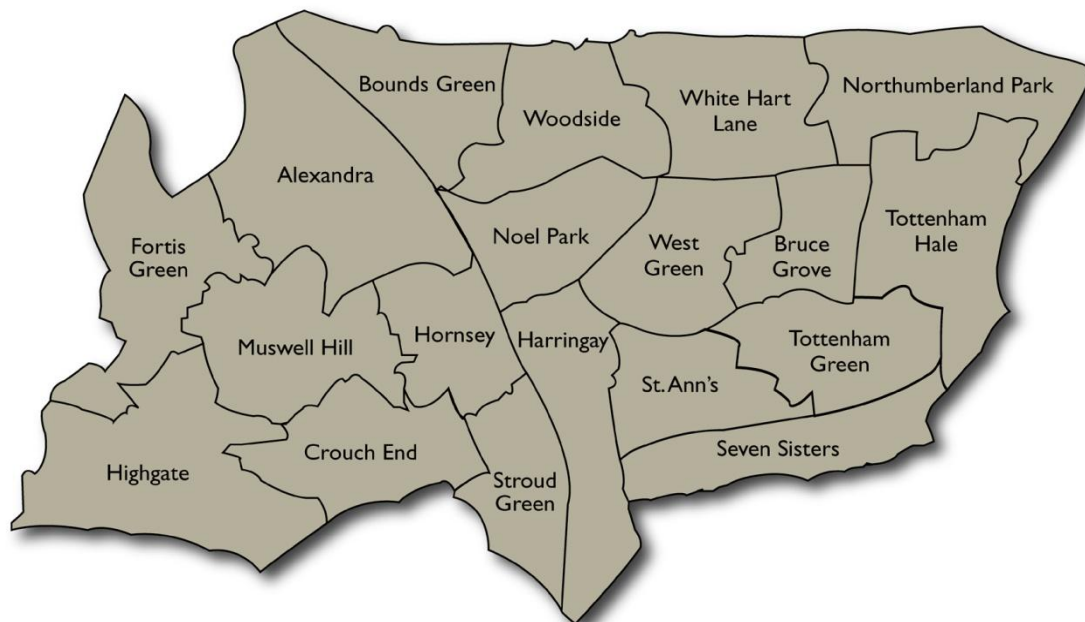 Bounds Green
Woodside
White Hart
Lane
Northumberland Park
Alexandra
Fortis
Green
Noel Park
West
Green
Bruce
Grove
Tottenham
Hale
Muswell Hill
Hornsey
Harringay
Tottenham
Green
St. Ann's
Highgate
Crouch End
Stroud
Green
Seven Sisters